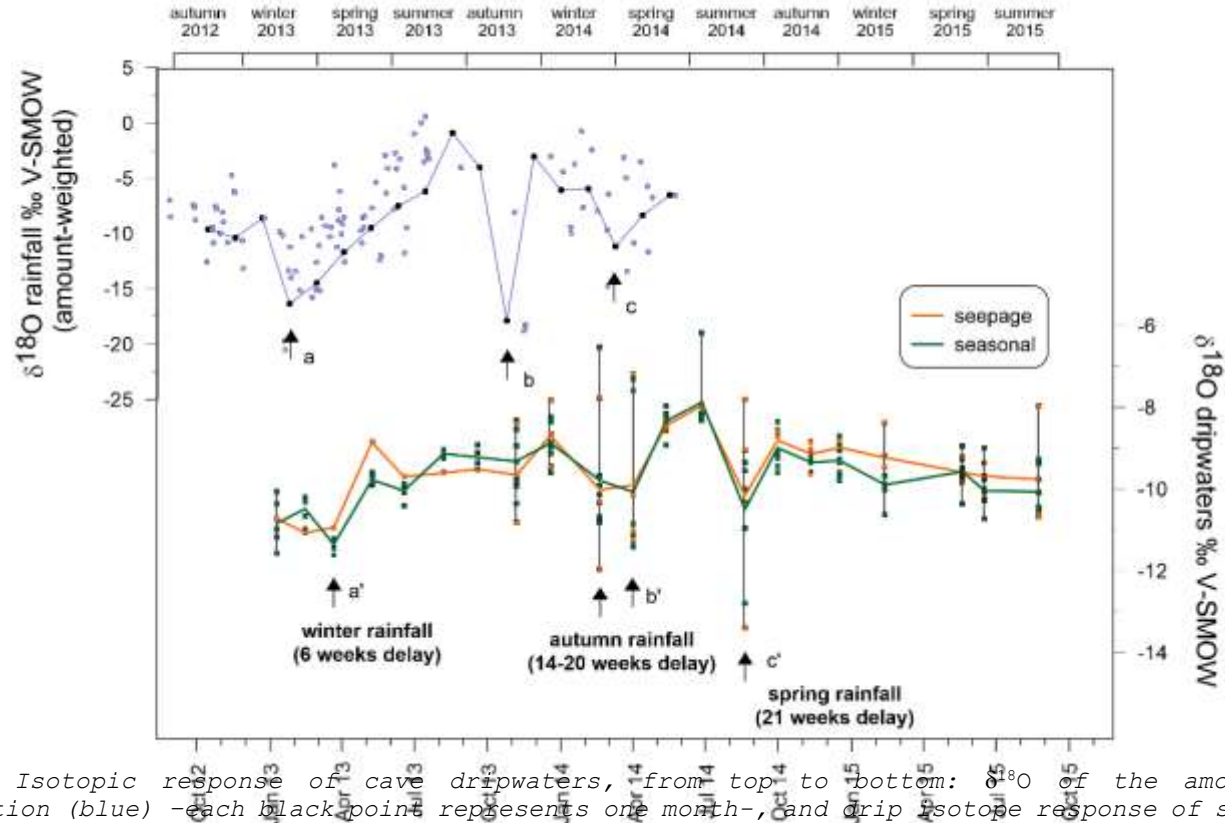 autumn 2012 winter 2013 spring 2013 summer 2013 autumn 2013 winter 2014 spring 2014 summer 2014 autumn 2014 winter 2015 spring 2015 summer 2015
δ18O rainfall ‰ V-SMOW
(amount-weighted)
5
0
-5
-10
-15
-20
-25
a
b
c
seepage
seasonal
-6
-8
-10
-12
-14
δ18O dripwaters ‰ V-SMOW
a'
winter rainfall
(6 weeks delay)
b'
autumn rainfall
(14-20 weeks delay)
c'
spring rainfall
(21 weeks delay)
Oct 12 Jan 13 Apr 13 Jul 13 Oct 13 Jan 14 Apr 14 Jul 14 Oct 14 Jan 15 Apr 15 Jul 15 Oct 15
Isotopic response of cave dripwaters, from top to bottom: δ18O of the amo
tion (blue) -each black point represents one month-, and drip isotope response of s